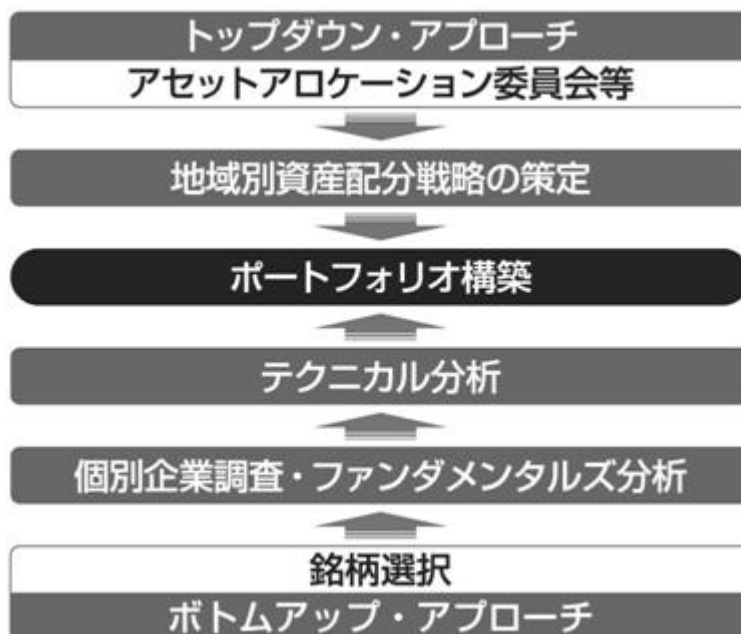 トップダウン・アプローチ
アセットアロケーション委員会等
地域別資産配分戦略の策定
ポートフォリオ構築
テクニカル分析
個別企業調査・ファンダメンタルズ分析
銘柄選択
ボトムアップ・アプローチ